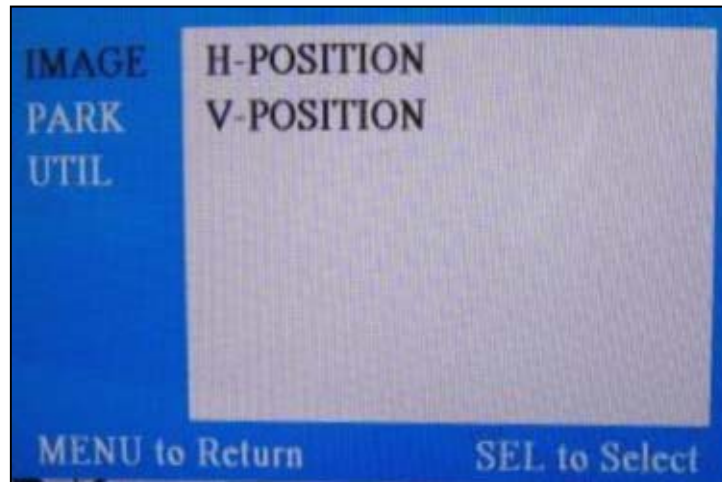 IMAGE H-POSITION
PARK V-POSITION
UTIL
MENU to Return SEL to Select